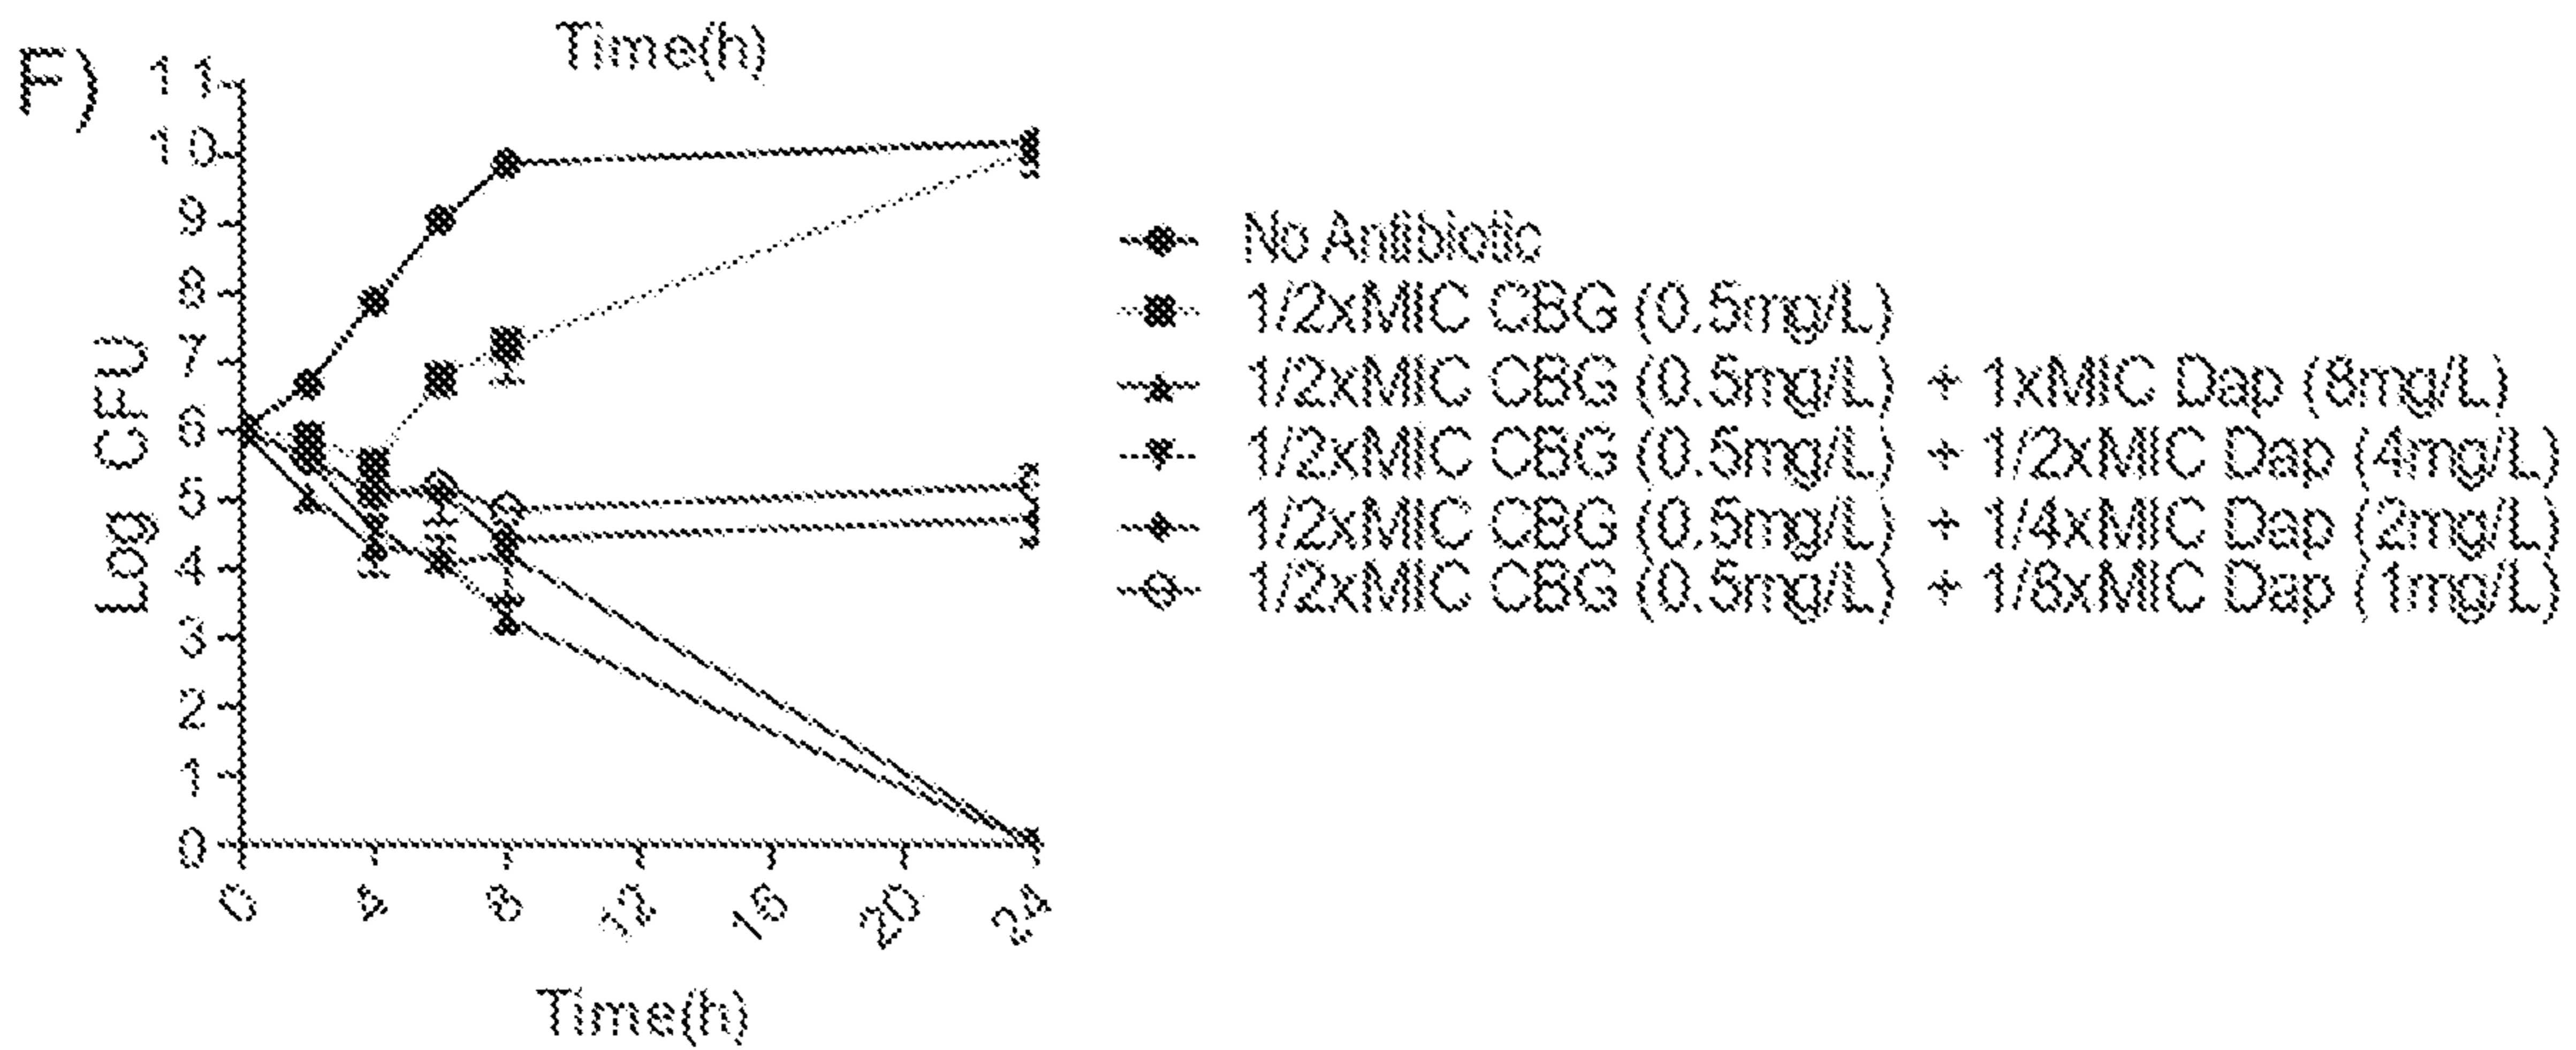 Time(h)
F)
11
10
9
8
7
6
5
4
3
2
1
0
Log CFU
0 4 8 12 16 20 24
Time(h)
No Antibiotic
1/2xMIC CBG (0.5mg/L)
1/2xMIC CBG (0.5mg/L) + 1xMIC Dap (8mg/L)
1/2xMIC CBG (0.5mg/L) + 1/2xMIC Dap (4mg/L)
1/2xMIC CBG (0.5mg/L) + 1/4xMIC Dap (2mg/L)
1/2xMIC CBG (0.5mg/L) + 1/8xMIC Dap (1mg/L)